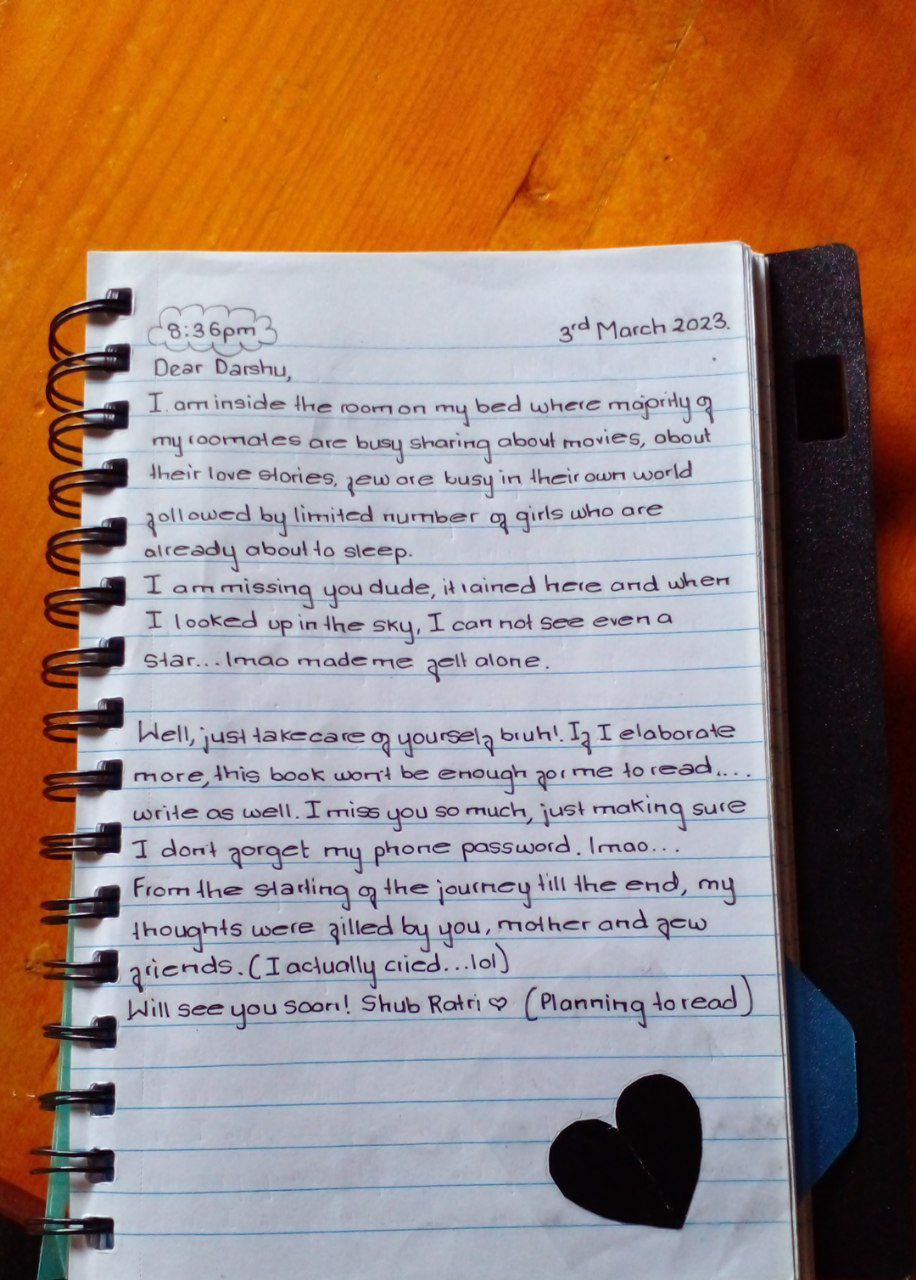 8:36pm
3rd March 2023.
Dear Darshu,
I am inside the room on my bed where majority of
my roomates are busy sharing about movies, about
their love stories, few are busy in their own world
followed by limited number of girls who are
already about to sleep.
I am missing you dude, it rained here and when
I looked up in the sky, I can not see even a
star... lmao made me fell alone.
Well, just take care of yourself bruh!. If I elaborate
more, this book won't be enough for me to read....
write as well. I miss you so much, just making sure
I don't forget my phone password. lmao...
From the starting of the journey till the end, my
thoughts were filled by you, mother and few
friends. (I actually cried...lol)
Will see you soon! Shub Ratri ♡ (Planning to read)